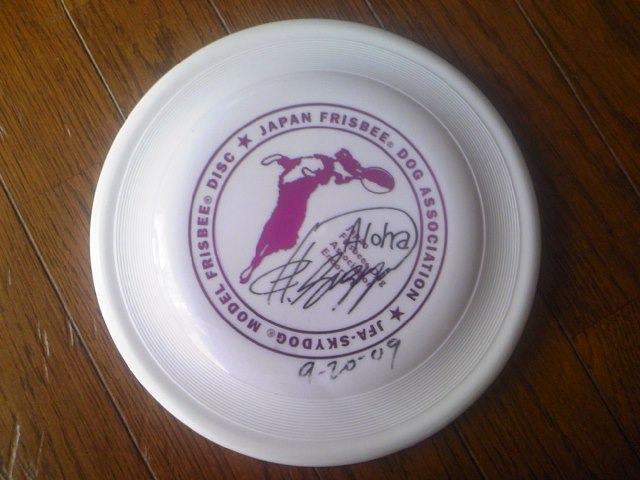 ★ JAPAN FRISBEE® DOG ASSOCIATION
★ JFA-SKYDOG® MODEL FRISBEE® DISC
Aloha
9-20-09